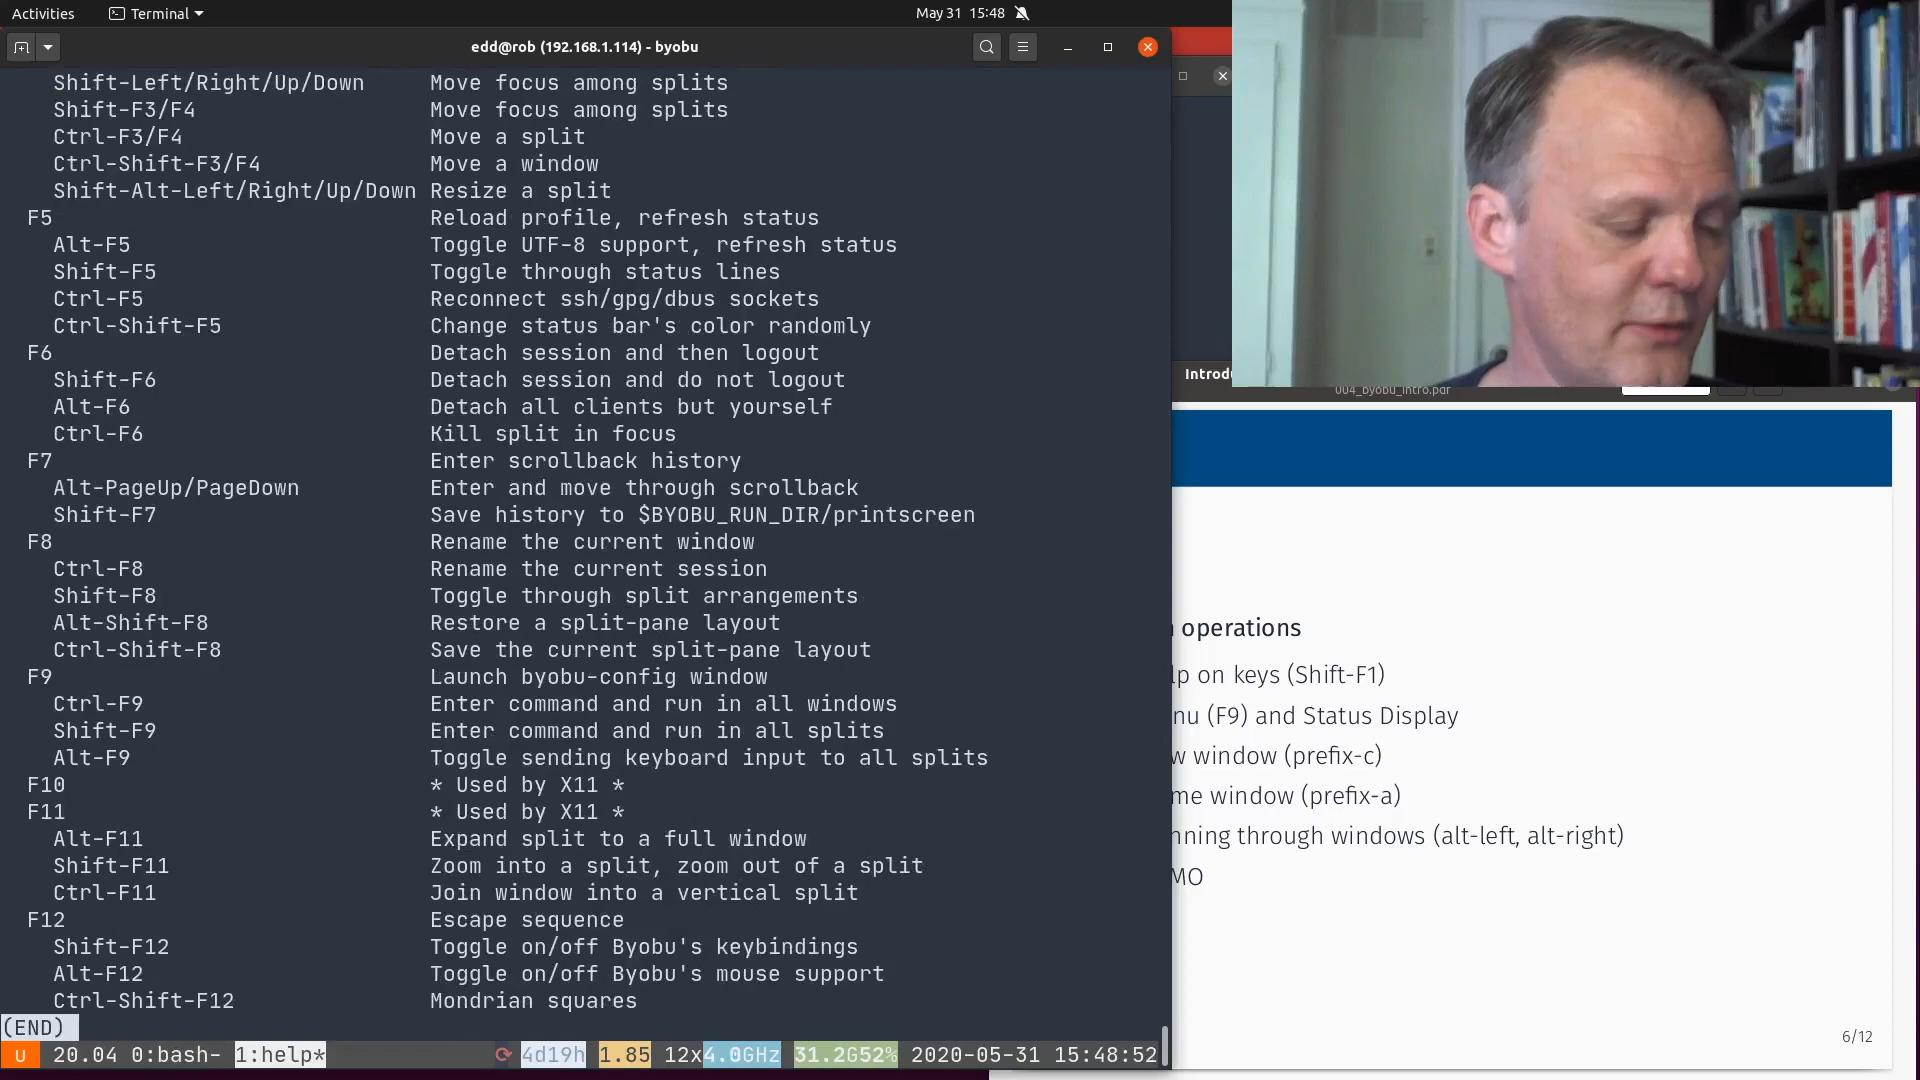 Activities
Terminal
May 31 15:48
edd@rob (192.168.1.114) - byobu
Shift-Left/Right/Up/Down Move focus among splits
Shift-F3/F4 Move focus among splits
Ctrl-F3/F4 Move a split
Ctrl-Shift-F3/F4 Move a window
Shift-Alt-Left/Right/Up/Down Resize a split
F5 Reload profile, refresh status
Alt-F5 Toggle UTF-8 support, refresh status
Shift-F5 Toggle through status lines
Ctrl-F5 Reconnect ssh/gpg/dbus sockets
Ctrl-Shift-F5 Change status bar's color randomly
F6 Detach session and then logout
Shift-F6 Detach session and do not logout
Alt-F6 Detach all clients but yourself
Ctrl-F6 Kill split in focus
F7 Enter scrollback history
Alt-PageUp/PageDown Enter and move through scrollback
Shift-F7 Save history to $BYOBU_RUN_DIR/printscreen
F8 Rename the current window
Ctrl-F8 Rename the current session
Shift-F8 Toggle through split arrangements
Alt-Shift-F8 Restore a split-pane layout
Ctrl-Shift-F8 Save the current split-pane layout
F9 Launch byobu-config window
Ctrl-F9 Enter command and run in all windows
Shift-F9 Enter command and run in all splits
Alt-F9 Toggle sending keyboard input to all splits
F10 * Used by X11 *
F11 * Used by X11 *
Alt-F11 Expand split to a full window
Shift-F11 Zoom into a split, zoom out of a split
Ctrl-F11 Join window into a vertical split
F12 Escape sequence
Shift-F12 Toggle on/off Byobu's keybindings
Alt-F12 Toggle on/off Byobu's mouse support
Ctrl-Shift-F12 Mondrian squares
(END)
U 20.04 0:bash- 1:help* 4d19h 1.85 12x4.0GHz 31.2G52% 2020-05-31 15:48:52
Introdu
004_byobu_intro.pdf
operations
lp on keys (Shift-F1)
nu (F9) and Status Display
w window (prefix-c)
me window (prefix-a)
nning through windows (alt-left, alt-right)
MO
6/12